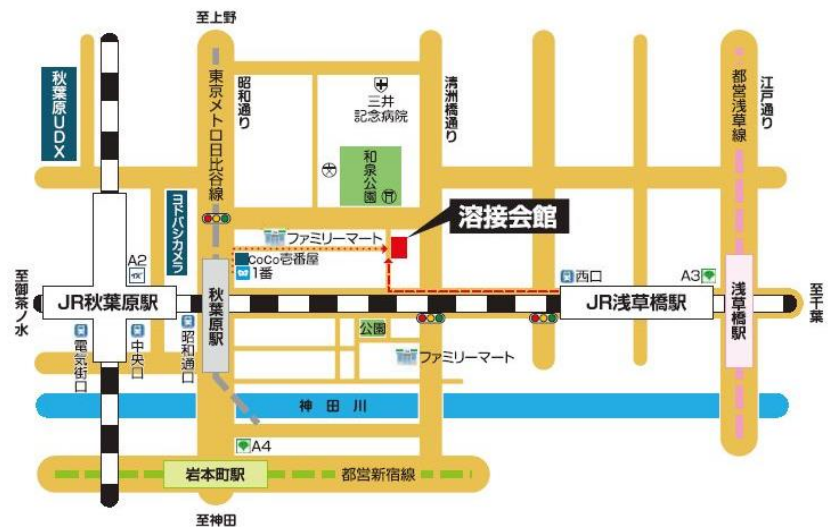 至上野
秋葉原UDX
東京メトロ日比谷線
昭和通り
三井
記念病院
清洲橋通り
都営浅草線
江戸通り
和泉公園
ヨドバシカメラ
溶接会館
ファミリーマート
CoCo壱番屋
1番
至御茶ノ水
A2
JR秋葉原駅
秋葉原駅
西口
A3
JR浅草橋駅
浅草橋駅
至千葉
電気街口
中央口
昭和通口
公園
ファミリーマート
神田川
A4
岩本町駅
都営新宿線
至神田